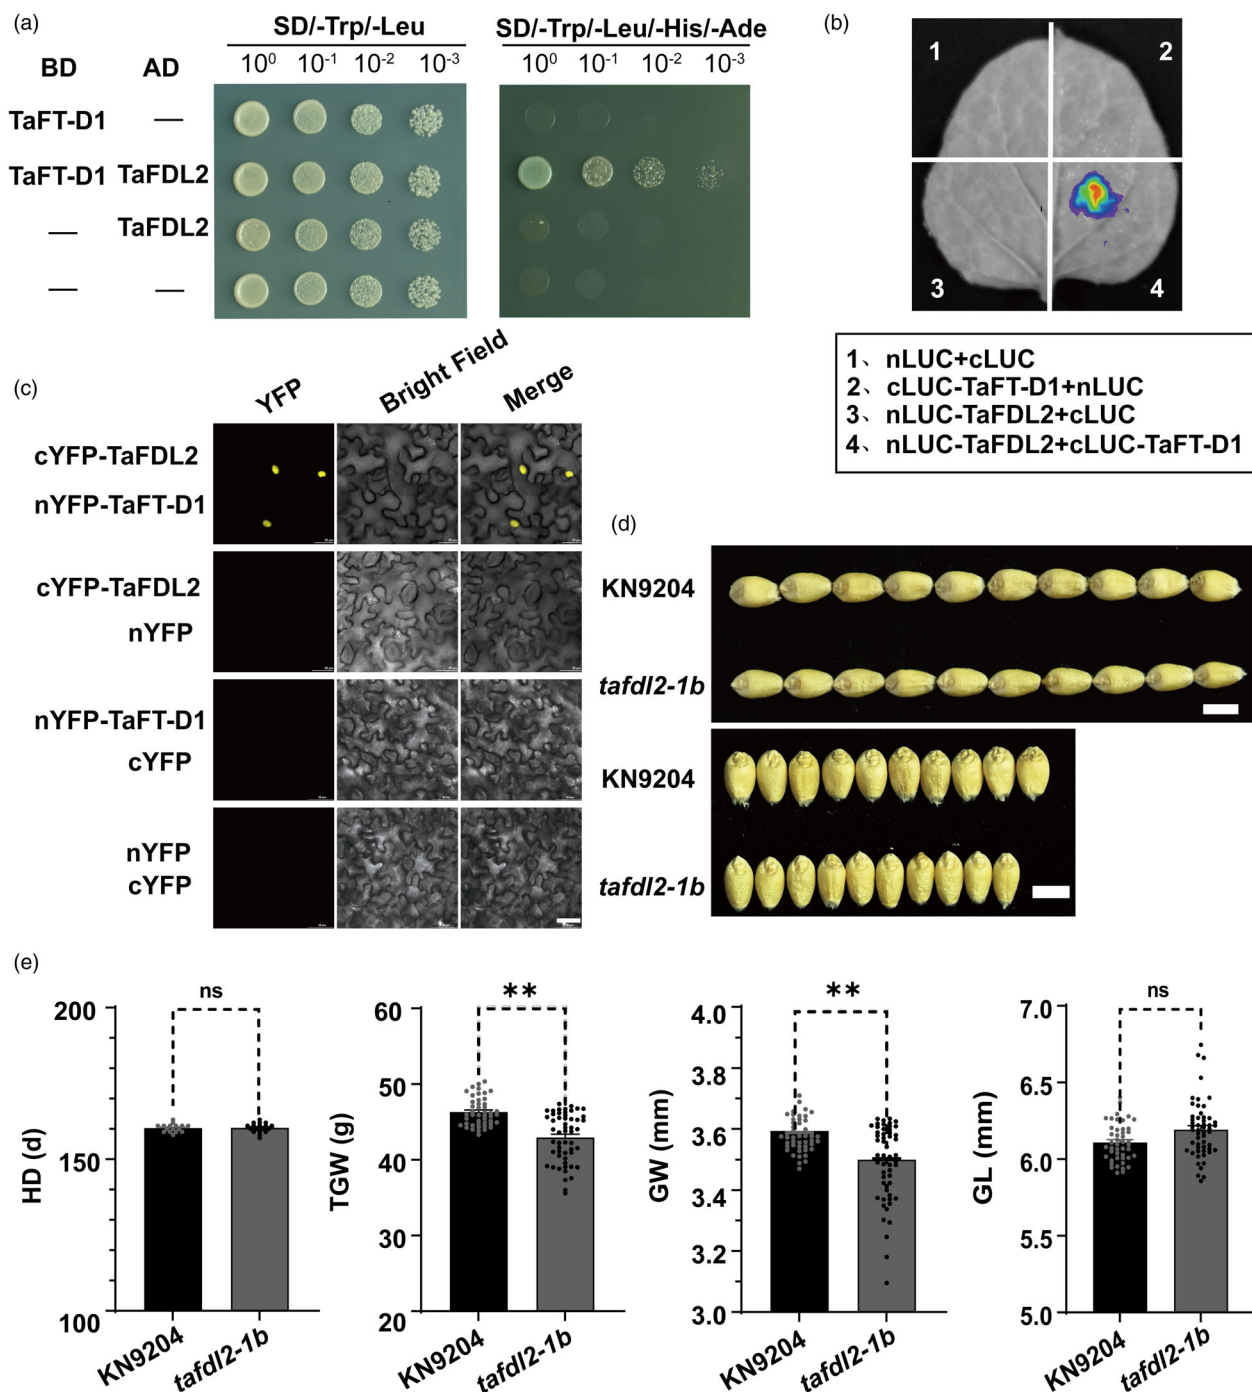 (a)
SD/-Trp/-Leu
SD/-Trp/-Leu/-His/-Ade
BD AD
10⁰ 10⁻¹ 10⁻² 10⁻³
10⁰ 10⁻¹ 10⁻² 10⁻³
TaFT-D1 —
TaFT-D1 TaFDL2
— TaFDL2
— —
(b)
1 2
3 4
1、nLUC+cLUC
2、cLUC-TaFT-D1+nLUC
3、nLUC-TaFDL2+cLUC
4、nLUC-TaFDL2+cLUC-TaFT-D1
(c)
YFP Bright Field Merge
cYFP-TaFDL2
nYFP-TaFT-D1
cYFP-TaFDL2
nYFP
nYFP-TaFT-D1
cYFP
nYFP
cYFP
(d)
KN9204
tafdl2-1b
KN9204
tafdl2-1b
(e)
ns
HD (d)
200
150
100
KN9204 tafdl2-1b
**
TGW (g)
60
50
40
30
20
KN9204 tafdl2-1b
**
GW (mm)
4.0
3.8
3.6
3.4
3.2
3.0
KN9204 tafdl2-1b
ns
GL (mm)
7.0
6.5
6.0
5.5
5.0
KN9204 tafdl2-1b